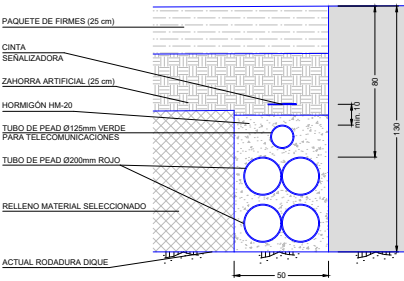 PAQUETE DE FIRMES (25 cm)
CINTA
SEÑALIZADORA
ZAHORRA ARTIFICIAL (25 cm)
HORMIGÓN HM-20
TUBO DE PEAD Ø125mm VERDE
PARA TELECOMUNICACIONES
TUBO DE PEAD Ø200mm ROJO
RELLENO MATERIAL SELECCIONADO
ACTUAL RODADURA DIQUE
min. 10
80
130
50